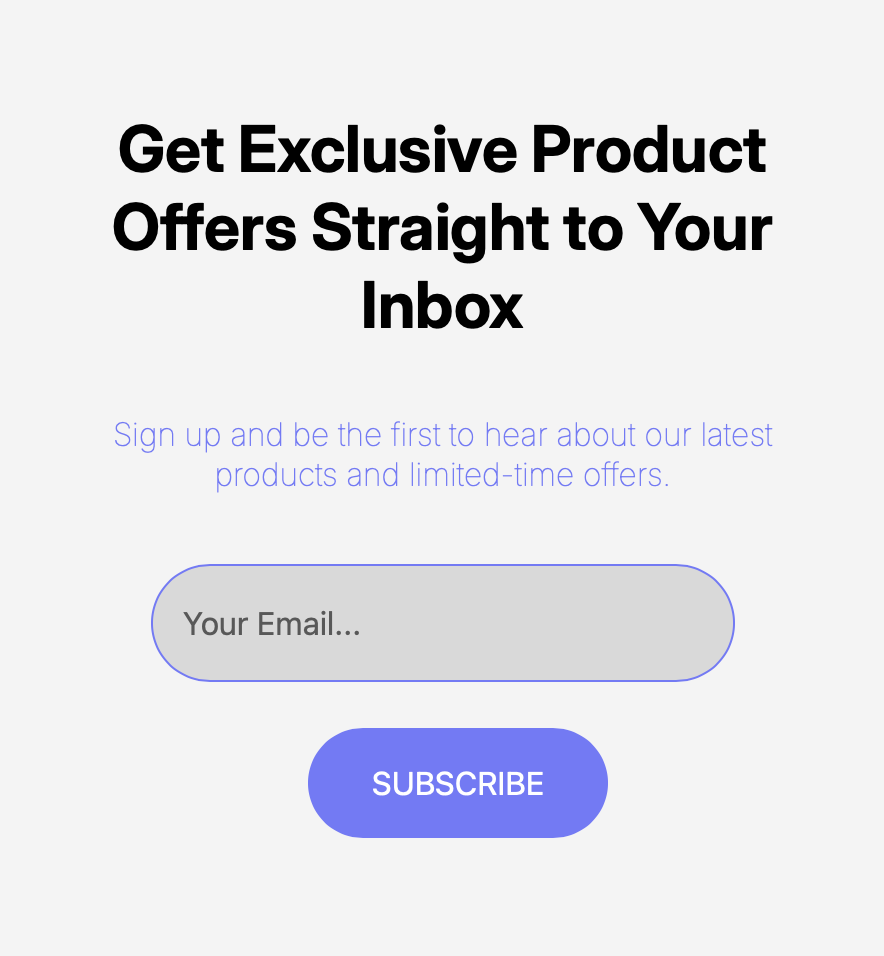 Get Exclusive Product
Offers Straight to Your
Inbox
Sign up and be the first to hear about our latest
products and limited-time offers.
Your Email...
SUBSCRIBE